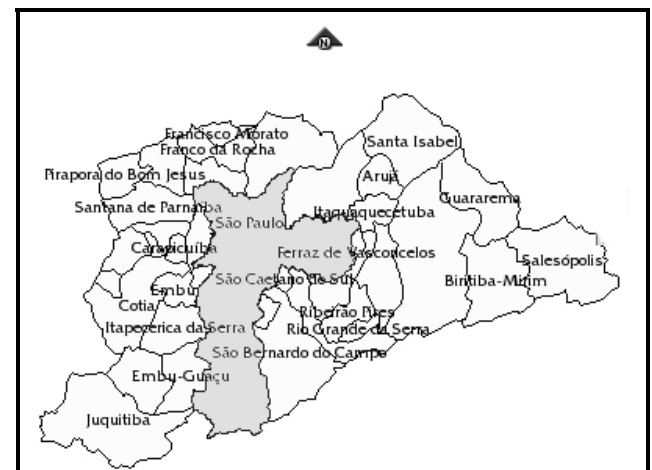 N
Francisco Morato
Santa Isabel
Franco da Rocha
Pirapora do Bom Jesus
Arujá
Guararema
Santana de Parnaíba
Itaquaquecetuba
São Paulo
Carapicuíba
Ferraz de Vasconcelos
Salesópolis
São Caetano do Sul
Biritiba-Mirim
Embu
Cotia
Ribeirão Pires
Itapecerica da Serra
Rio Grande da Serra
São Bernardo do Campo
Embu-Guaçu
Juquitiba